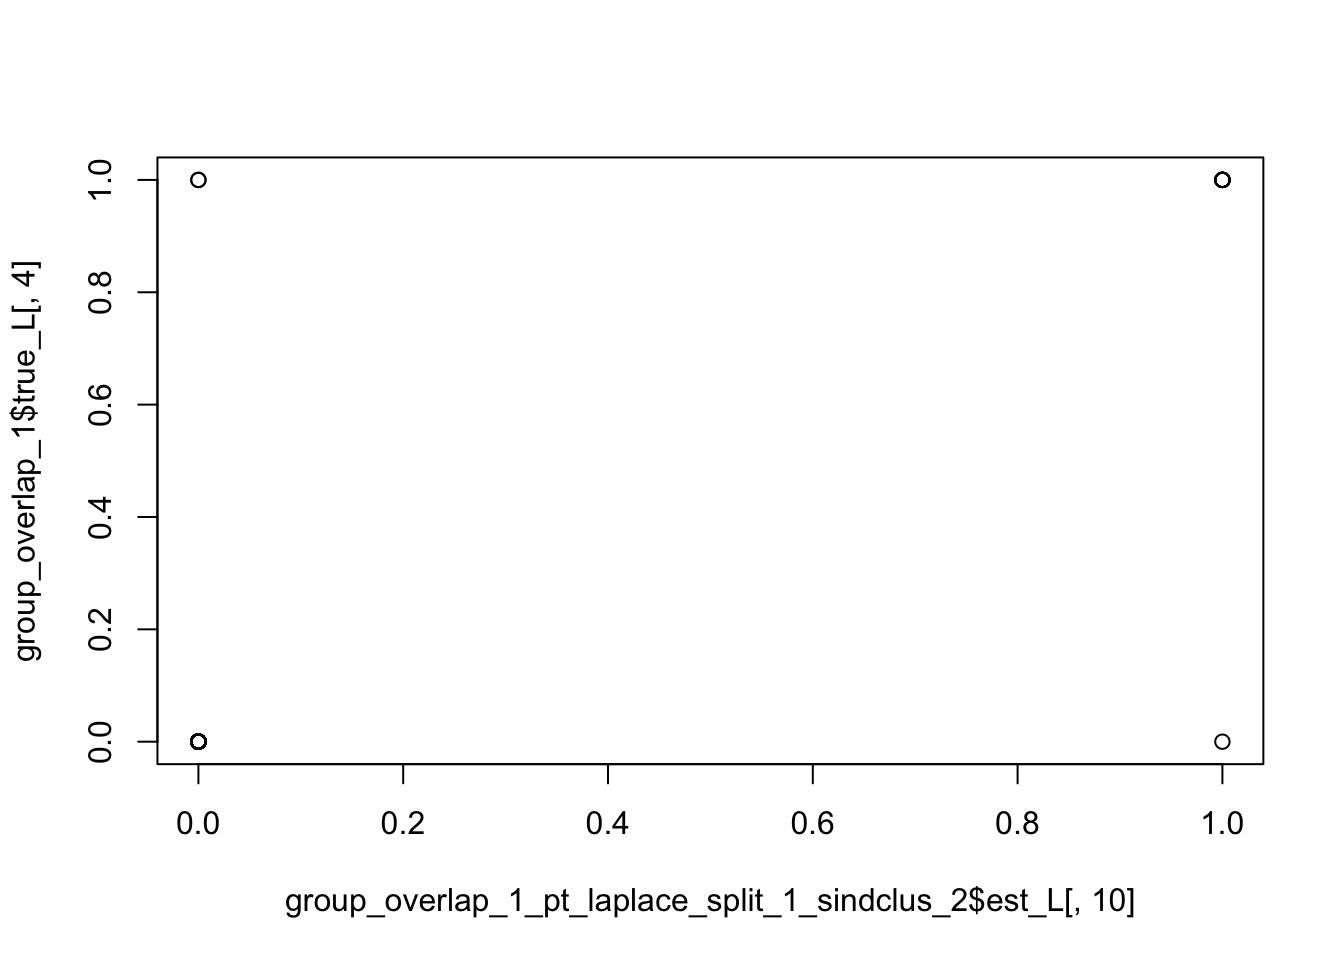 group_overlap_1$true_L[, 4]
1.0
0.8
0.6
0.4
0.2
0.0
0.0 0.2 0.4 0.6 0.8 1.0
group_overlap_1_pt_laplace_split_1_sindclus_2$est_L[, 10]